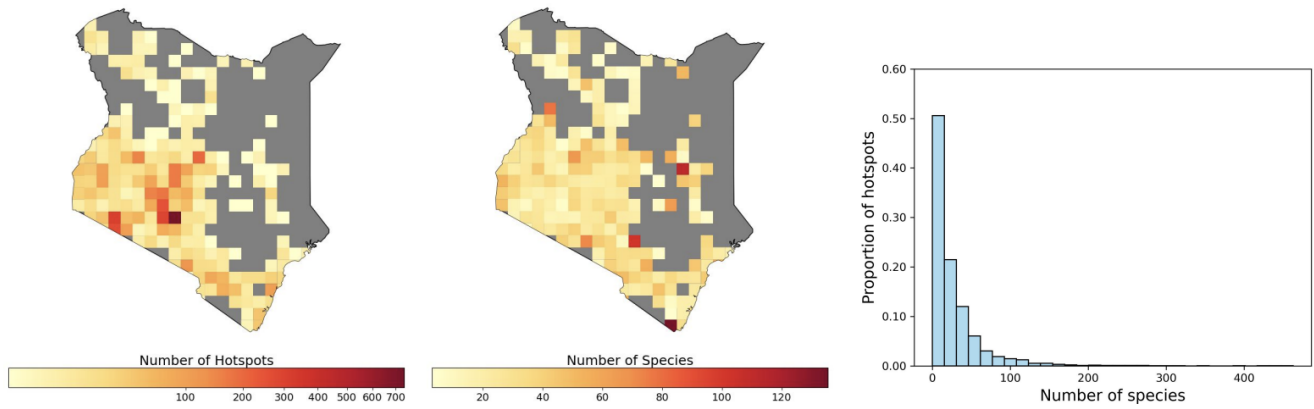 Number of Hotspots
100 200 300 400 500 600 700
Number of Species
20 40 60 80 100 120
Proportion of hotspots
0.60
0.50
0.40
0.30
0.20
0.10
0.00
0 100 200 300 400
Number of species